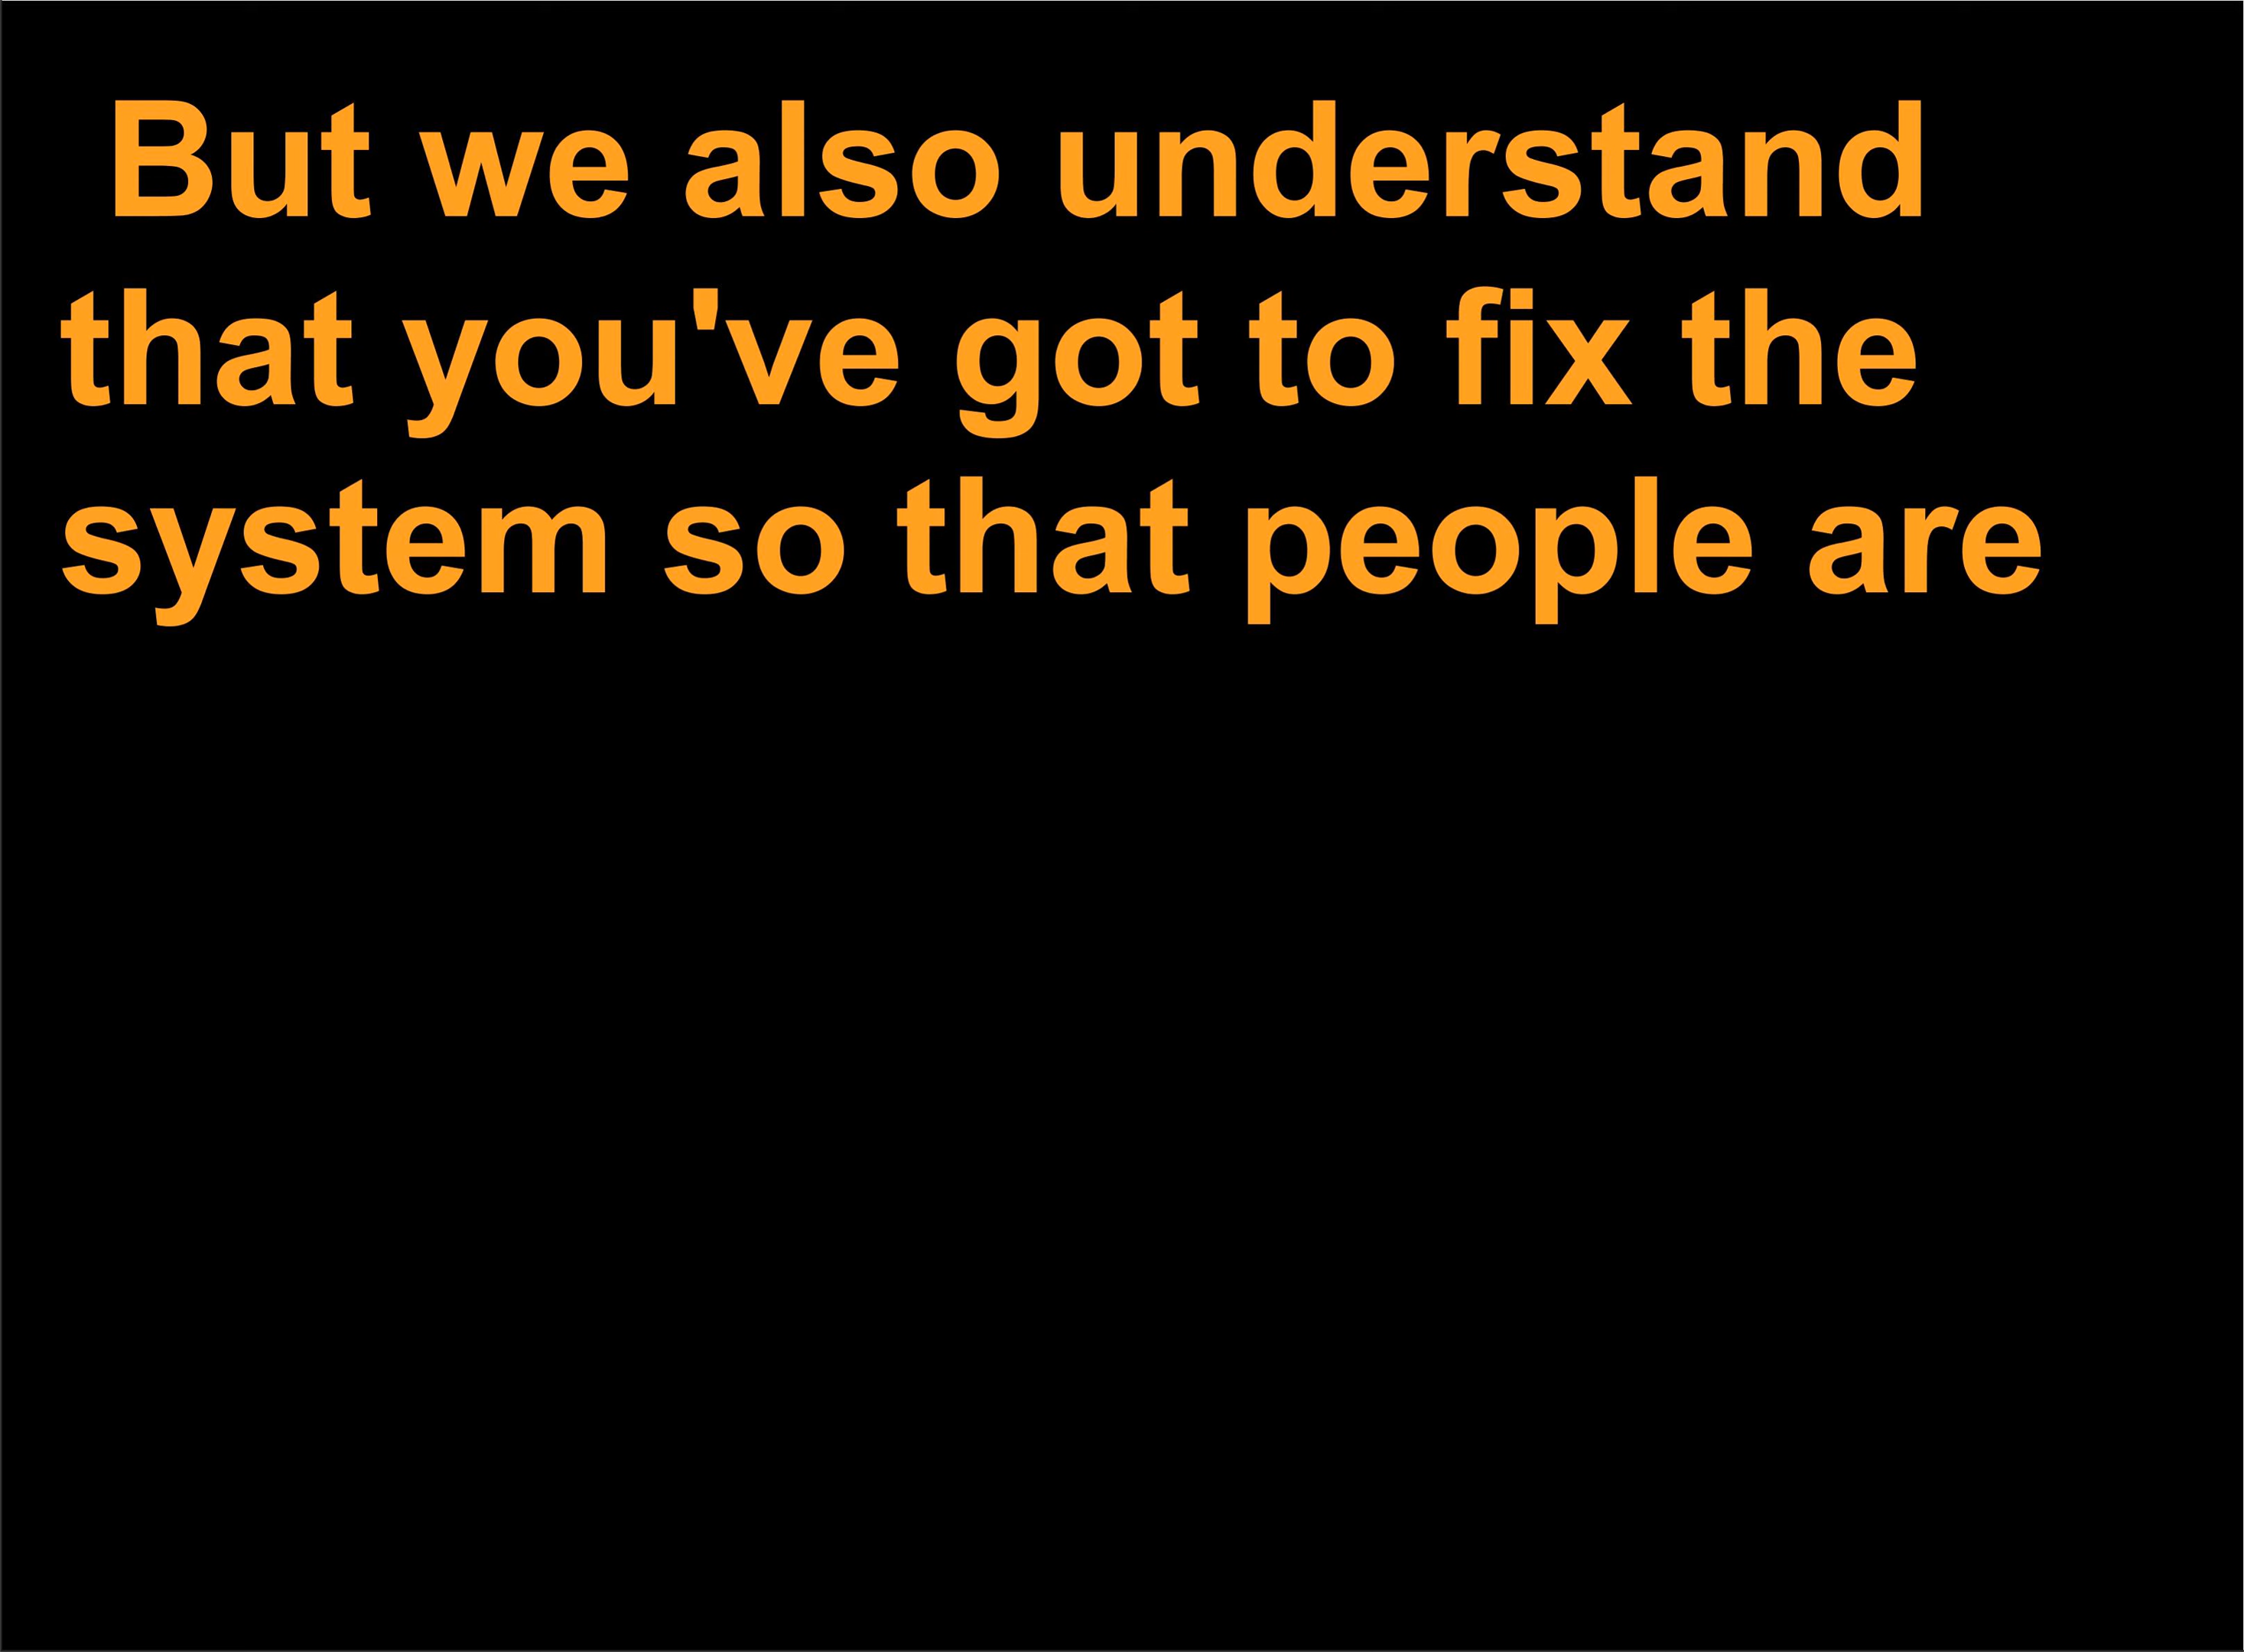 But we also understand
that you've got to fix the
system so that people are